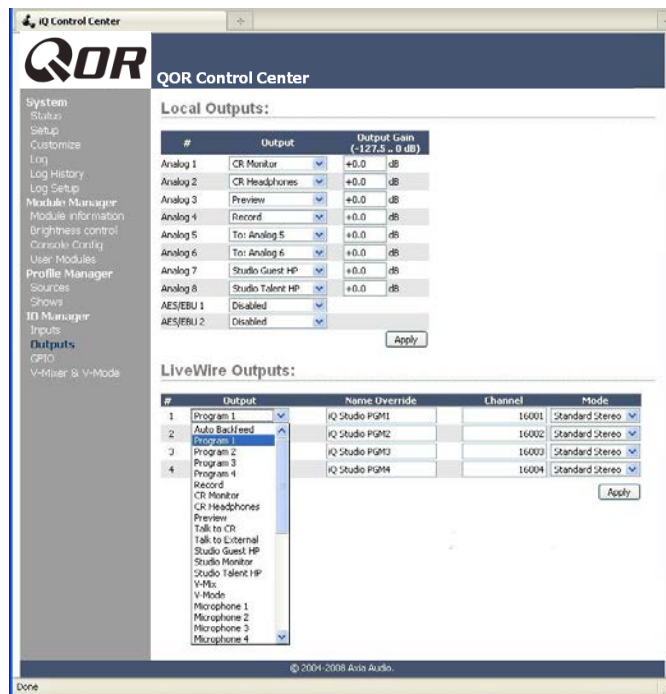 iQ Control Center
QOR
QOR Control Center
System
Status
Setup
Customize
Log
Log History
Log Setup
Module Manager
Module information
Brightness control
Console Config
User Modules
Profile Manager
Sources
Shows
IO Manager
Inputs
Outputs
GPIO
V-Mixer & V-Mode
Local Outputs:
# Output Output Gain (-127.5 .. 0 dB)
Analog 1 CR Monitor +0.0 dB
Analog 2 CR Headphones +0.0 dB
Analog 3 Preview +0.0 dB
Analog 4 Record +0.0 dB
Analog 5 To: Analog 5 +0.0 dB
Analog 6 To: Analog 6 +0.0 dB
Analog 7 Studio Guest HP +0.0 dB
Analog 8 Studio Talent HP +0.0 dB
AES/EBU 1 Disabled
AES/EBU 2 Disabled
Apply
LiveWire Outputs:
# Output Name Override Channel Mode
1 Program 1 iQ Studio PGM1 16001 Standard Stereo
2 iQ Studio PGM2 16002 Standard Stereo
3 iQ Studio PGM3 16003 Standard Stereo
4 iQ Studio PGM4 16004 Standard Stereo
Auto Backfeed
Program 1
Program 2
Program 3
Program 4
Record
CR Monitor
CR Headphones
Preview
Talk to CR
Talk to External
Studio Guest HP
Studio Monitor
Studio Talent HP
V-Mix
V-Mode
Microphone 1
Microphone 2
Microphone 3
Microphone 4
Apply
© 2004-2008 Axia Audio.
Done